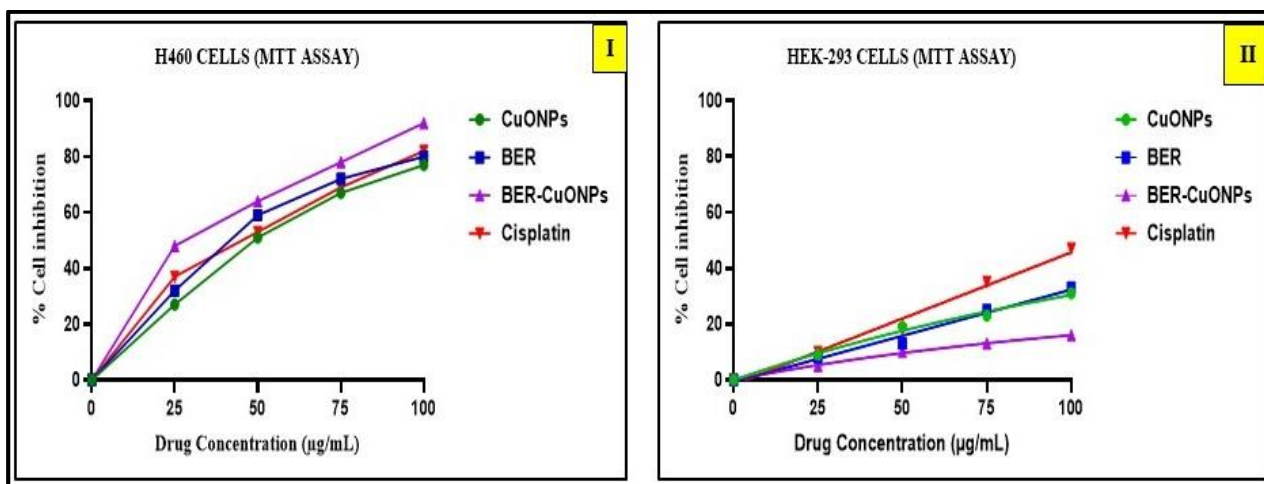 H460 CELLS (MTT ASSAY)
I
% Cell inhibition
100
80
60
40
20
0
0 25 50 75 100
Drug Concentration (µg/mL)
CuONPs
BER
BER-CuONPs
Cisplatin
HEK-293 CELLS (MTT ASSAY)
II
% Cell inhibition
100
80
60
40
20
0
0 25 50 75 100
Drug Concentration (µg/mL)
CuONPs
BER
BER-CuONPs
Cisplatin